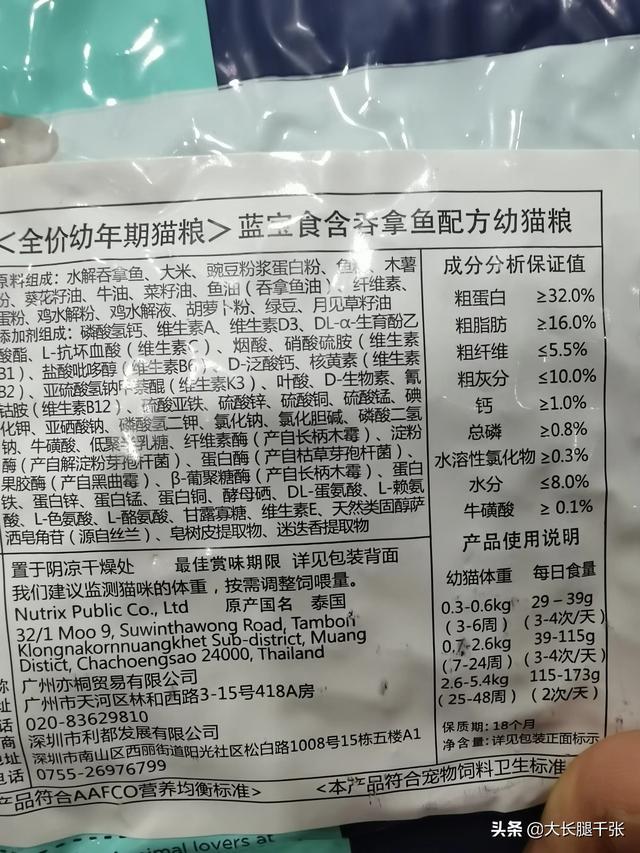 <全价幼年期猫粮> 蓝宝食含吞拿鱼配方幼猫粮
原料组成：水解吞拿鱼、大米、豌豆粉浆蛋白粉、鱼粉、木薯
粉、葵花籽油、牛油、菜籽油、鱼油（吞拿鱼油）、纤维素、
蛋粉、鸡水解粉、鸡水解液、胡萝卜粉、绿豆、月见草籽油
添加剂组成：磷酸氢钙、维生素A、维生素D3、DL-α-生育酚乙
酸酯、L-抗坏血酸（维生素C）、烟酸、硝酸硫胺（维生素
B1）、盐酸吡哆醇（维生素B6）、D-泛酸钙、核黄素（维生素
B2）、亚硫酸氢钠甲萘醌（维生素K3）、叶酸、D-生物素、氰
钴胺（维生素B12）、硫酸亚铁、硫酸锌、硫酸铜、硫酸锰、碘
化钾、亚硒酸钠、磷酸氢二钾、氯化钠、氯化胆碱、磷酸二氢
钠、牛磺酸、低聚半乳糖、纤维素酶（产自长柄木霉）、淀粉
酶（产自解淀粉芽孢杆菌）、蛋白酶（产自枯草芽孢杆菌）、
果胶酶（产自黑曲霉）、β-葡聚糖酶（产自长柄木霉）、蛋白
铁、蛋白锌、蛋白锰、蛋白铜、酵母硒、DL-蛋氨酸、L-赖氨
酸、L-色氨酸、L-酪氨酸、甘露寡糖、维生素E、天然类固醇萨
洒皂角苷（源自丝兰）、皂树皮提取物、迷迭香提取物
置于阴凉干燥处 最佳赏味期限 详见包装背面
我们建议监测猫咪的体重，按需调整饲喂量。
Nutrix Public Co., Ltd 原产国名 泰国
32/1 Moo 9, Suwinthawong Road, Tambon
Klongnakornnuangkhet Sub-district, Muang
Distict, Chachoengsao 24000, Thailand
称 广州亦桐贸易有限公司
址 广州市天河区林和西路3-15号418A房
话 020-83629810
商 深圳市利都发展有限公司
地址 深圳市南山区西丽街道阳光社区松白路1008号15栋五楼A1
电话 0755-26976799
产品符合AAFCO营养均衡标准> <本产品符合宠物饲料卫生标准
成分分析保证值
粗蛋白 ≥32.0%
粗脂肪 ≥16.0%
粗纤维 ≤5.5%
粗灰分 ≤10.0%
钙 ≥1.0%
总磷 ≥0.8%
水溶性氯化物 ≥0.3%
水分 ≤8.0%
牛磺酸 ≥ 0.1%
产品使用说明
幼猫体重 每日食量
0.3-0.6kg 29 – 39g
(3-6周) (3-4次/天)
0.7-2.6kg 39-115g
(7-24周) (3-4次/天)
2.6-5.4kg 115-173g
(25-48周) (2次/天)
保质期: 18个月
净含量: 详见包装正面标示
animal lovers at
头条 @大长腿千张